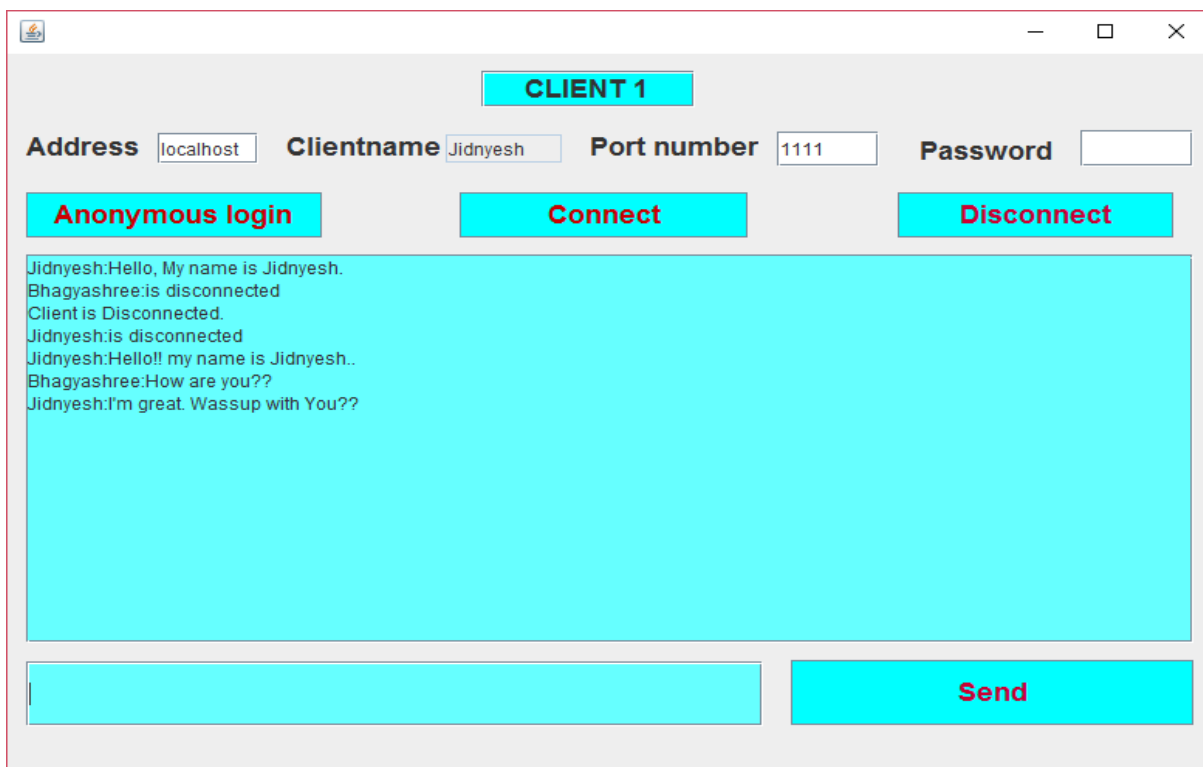 CLIENT 1
Address localhost Clientname Jidnyesh Port number 1111 Password
Anonymous login Connect Disconnect
Jidnyesh:Hello, My name is Jidnyesh.
Bhagyashree:is disconnected
Client is Disconnected.
Jidnyesh:is disconnected
Jidnyesh:Hello!! my name is Jidnyesh..
Bhagyashree:How are you??
Jidnyesh:I'm great. Wassup with You??
Send